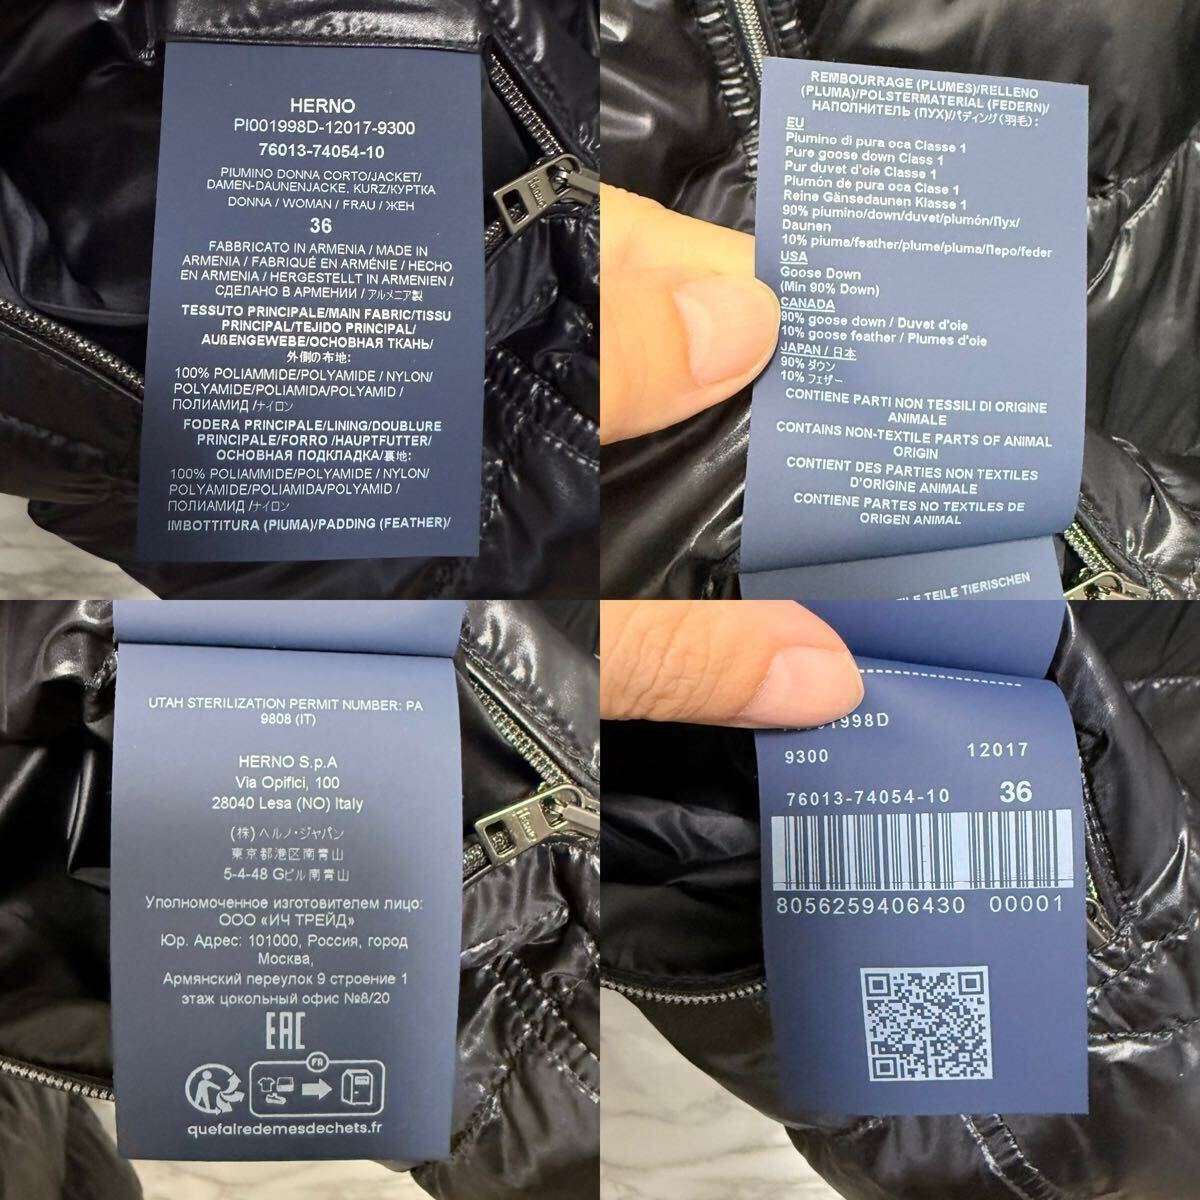 HERNO
PI001998D-12017-9300
76013-74054-10
PIUMINO DONNA CORTO/JACKET/
DAMEN-DAUNENJACKE, KURZ/КУРТКА
DONNA / WOMAN / FRAU / ЖЕН
36
FABBRICATO IN ARMENIA / MADE IN
ARMENIA / FABRIQUÉ EN ARMÉNIE / HECHO
EN ARMENIA / HERGESTELLT IN ARMENIEN /
СДЕЛАНО В АРМЕНИИ / アルメニア製
TESSUTO PRINCIPALE/MAIN FABRIC/TISSU
PRINCIPAL/TEJIDO PRINCIPAL/
AUßENGEWEBE/ОСНОВНАЯ ТКАНЬ/
外側の布地:
100% POLIAMMIDE/POLYAMIDE / NYLON/
POLYAMIDE/POLIAMIDA/POLYAMID /
ПОЛИАМИД /ナイロン
FODERA PRINCIPALE/LINING/DOUBLURE
PRINCIPALE/FORRO /HAUPTFUTTER/
ОСНОВНАЯ ПОДКЛАДКА/裏地:
100% POLIAMMIDE/POLYAMIDE / NYLON/
POLYAMIDE/POLIAMIDA/POLYAMID /
ПОЛИАМИД /ナイロン
IMBOTTITURA (PIUMA)/PADDING (FEATHER)/
Herno
REMBOURRAGE (PLUMES)/RELLENO
(PLUMA)/POLSTERMATERIAL (FEDERN)/
НАПОЛНИТЕЛЬ (ПУХ)/パディング(羽毛):
EU
Piumino di pura oca Classe 1
Pure goose down Class 1
Pur duvet d'oie Classe 1
Plumón de pura oca Clase 1
Reine Gänsedaunen Klasse 1
90% piumino/down/duvet/plumón/Пух/
Daunen
10% piuma/feather/plume/pluma/Перо/feder
USA
Goose Down
(Min 90% Down)
CANADA
90% goose down / Duvet d'oie
10% goose feather / Plumes d'oie
JAPAN / 日本
90% ダウン
10% フェザー
CONTIENE PARTI NON TESSILI DI ORIGINE
ANIMALE
CONTAINS NON-TEXTILE PARTS OF ANIMAL
ORIGIN
CONTIENT DES PARTIES NON TEXTILES
D'ORIGINE ANIMALE
CONTIENE PARTES NO TEXTILES DE
ORIGEN ANIMAL
TEILE TIERISCHEN
UTAH STERILIZATION PERMIT NUMBER: PA
9808 (IT)
HERNO S.p.A
Via Opifici, 100
28040 Lesa (NO) Italy
(株)ヘルノ・ジャパン
東京都港区南青山
5-4-48 Gビル南青山
Уполномоченное изготовителем лицо:
ООО «ИЧ ТРЕЙД»
Юр. Адрес: 101000, Россия, город
Москва,
Армянский переулок 9 строение 1
этаж цокольный офис №8/20
EAC
FR
quefairedemesdechets.fr
Herno
1998D
9300 12017
76013-74054-10 36
8056259406430 00001